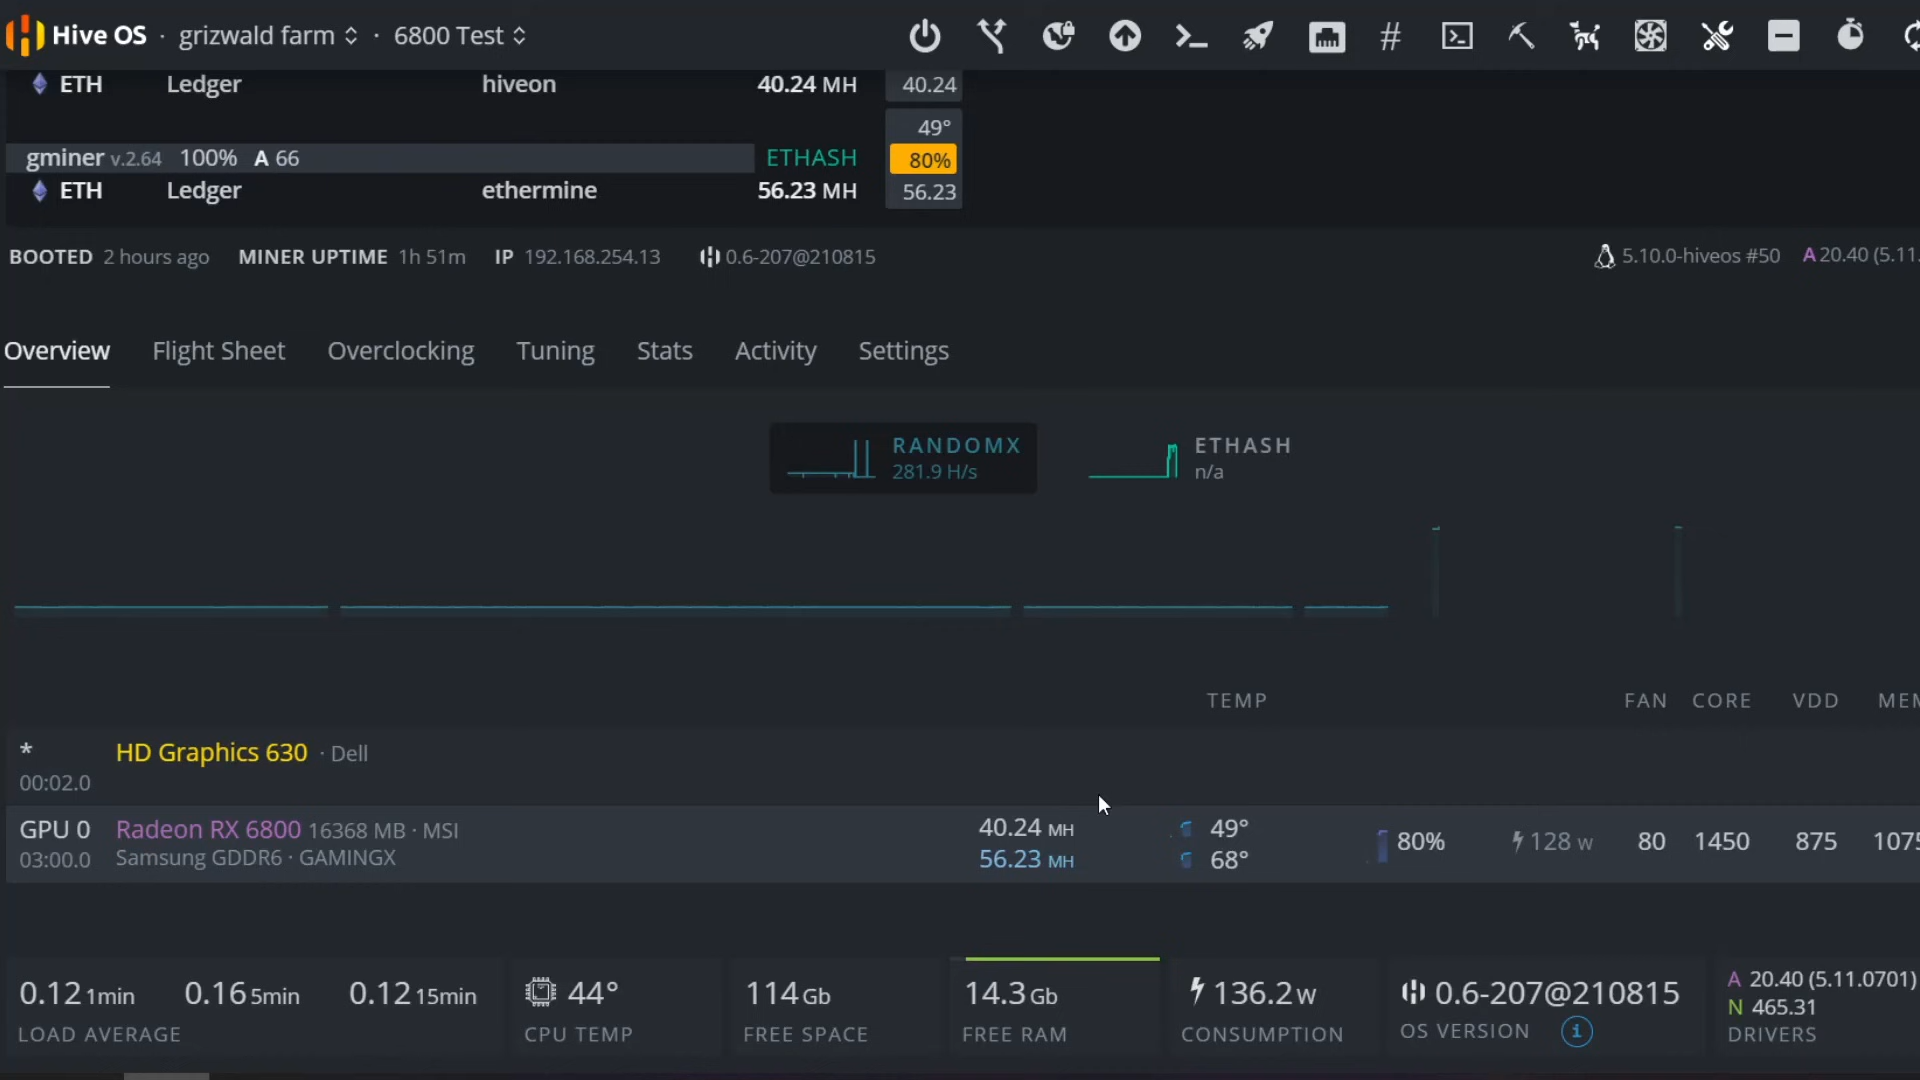 Hive OS · grizwald farm · 6800 Test
ETH Ledger hiveon 40.24 MH 40.24
49°
gminer v.2.64 100% A 66 ETHASH 80%
ETH Ledger ethermine 56.23 MH 56.23
BOOTED 2 hours ago MINER UPTIME 1h 51m IP 192.168.254.13 0.6-207@210815 5.10.0-hiveos #50 A 20.40 (5.11.
Overview Flight Sheet Overclocking Tuning Stats Activity Settings
RANDOMX ETHASH
281.9 H/s n/a
TEMP FAN CORE VDD MEM
* HD Graphics 630 · Dell
00:02.0
GPU 0 Radeon RX 6800 16368 MB · MSI 40.24 MH 49° 80% 128 w 80 1450 875 1075
03:00.0 Samsung GDDR6 · GAMINGX 56.23 MH 68°
0.12 1min 0.16 5min 0.12 15min 44° 114 Gb 14.3 Gb 136.2 w 0.6-207@210815 A 20.40 (5.11.0701)
N 465.31
LOAD AVERAGE CPU TEMP FREE SPACE FREE RAM CONSUMPTION OS VERSION i DRIVERS